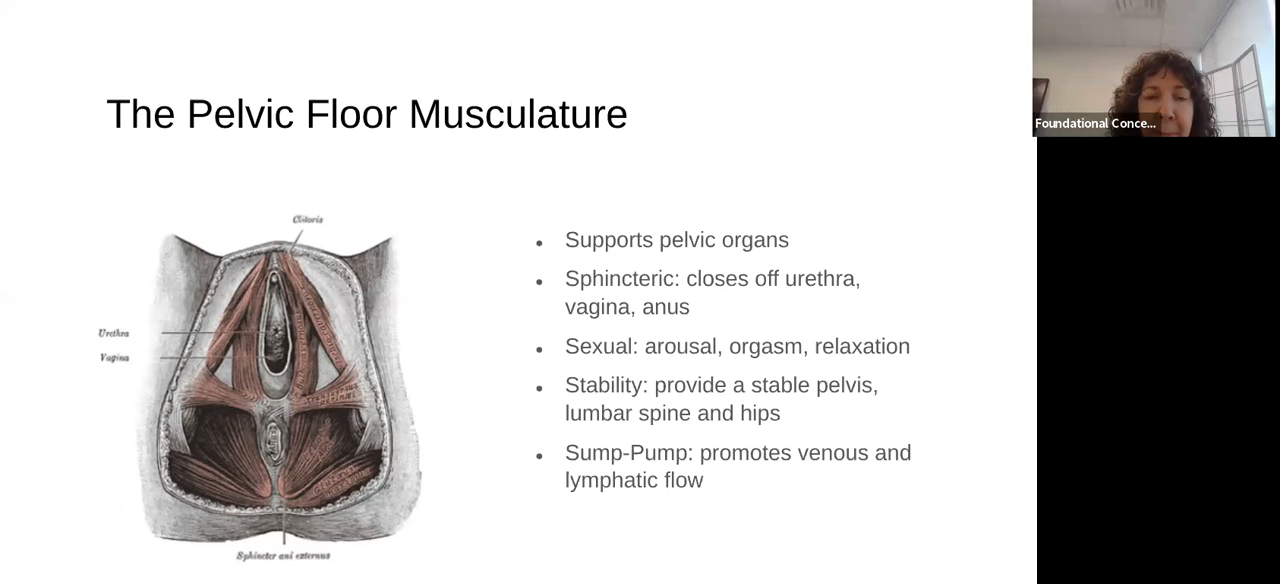 The Pelvic Floor Musculature
Foundational Conce...
Clitoris
Urethra
Vagina
Sphincter ani externus
Supports pelvic organs
Sphincteric: closes off urethra,
vagina, anus
Sexual: arousal, orgasm, relaxation
Stability: provide a stable pelvis,
lumbar spine and hips
Sump-Pump: promotes venous and
lymphatic flow